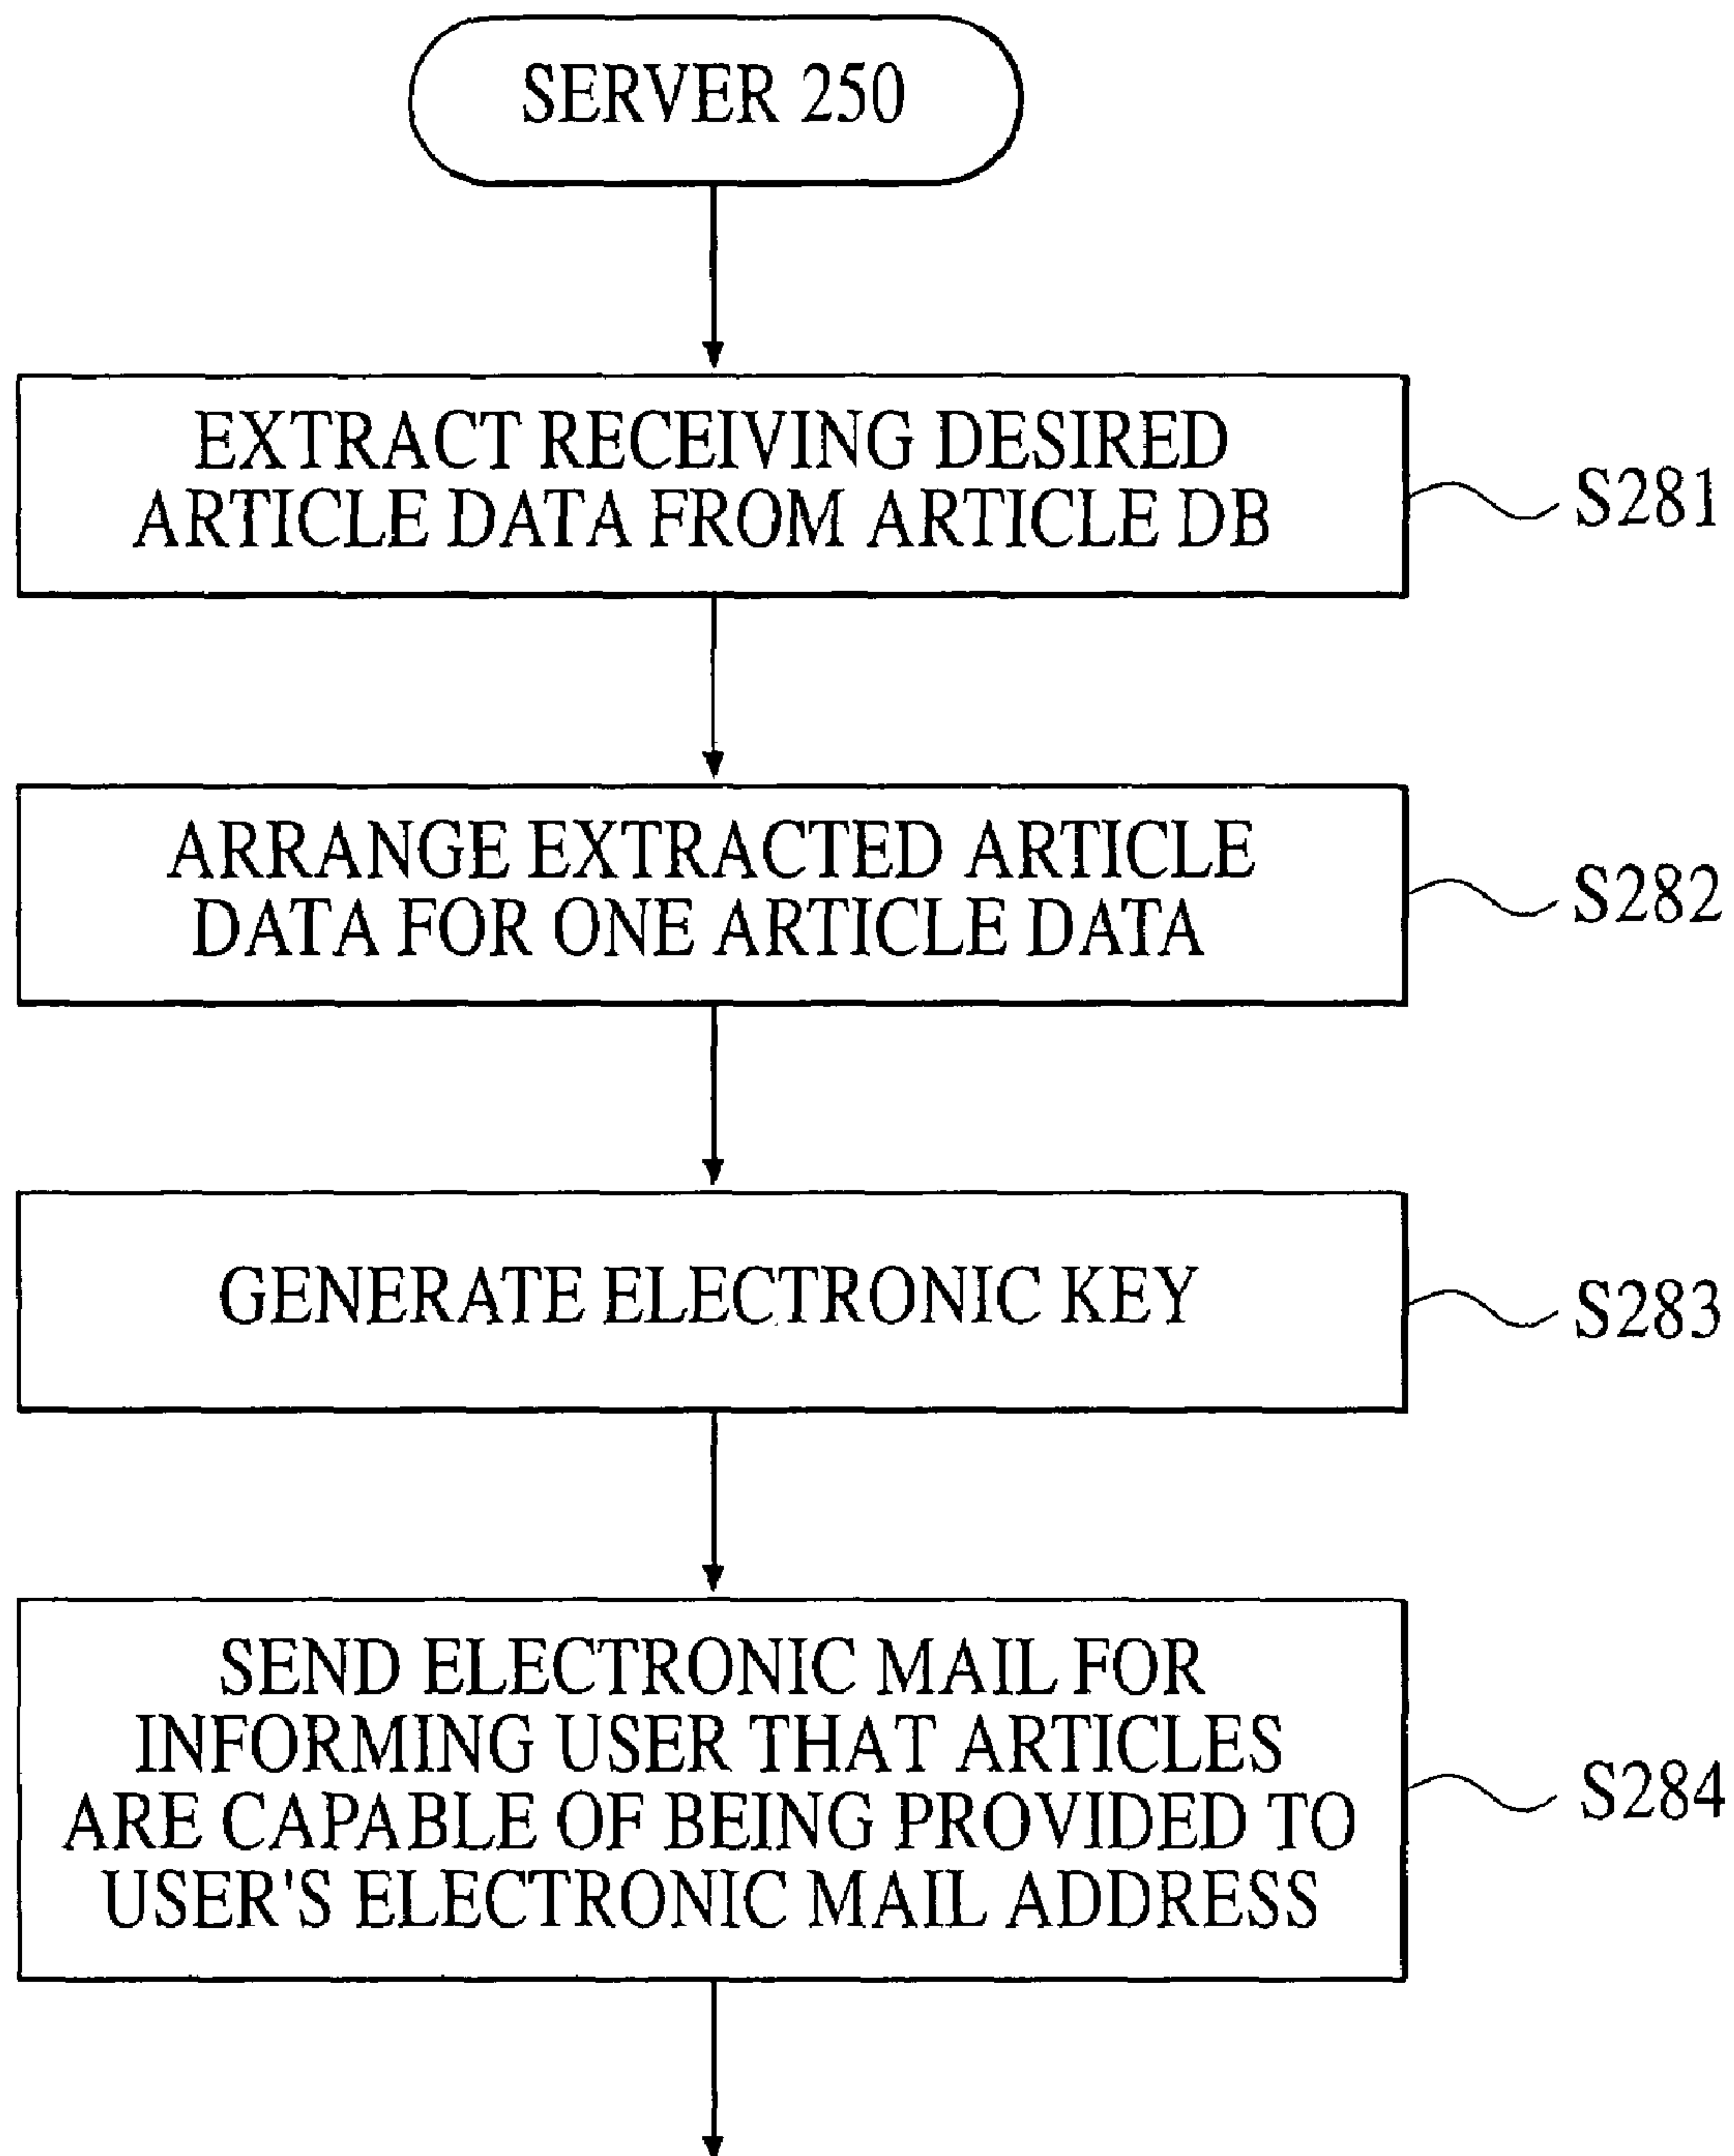 SERVER 250
EXTRACT RECEIVING DESIRED
ARTICLE DATA FROM ARTICLE DB
S281
ARRANGE EXTRACTED ARTICLE
DATA FOR ONE ARTICLE DATA
S282
GENERATE ELECTRONIC KEY
S283
SEND ELECTRONIC MAIL FOR
INFORMING USER THAT ARTICLES
ARE CAPABLE OF BEING PROVIDED TO
USER'S ELECTRONIC MAIL ADDRESS
S284